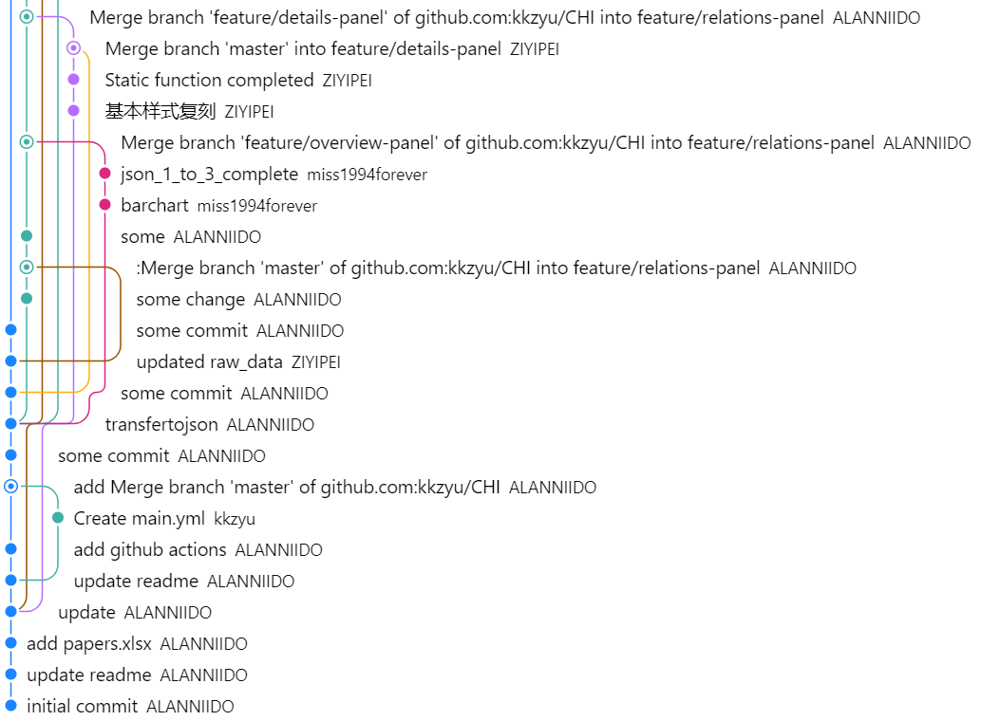 Merge branch 'feature/details-panel' of github.com:kkzyu/CHI into feature/relations-panel ALANNIIDO
Merge branch 'master' into feature/details-panel ZIYIPEI
Static function completed ZIYIPEI
基本样式复刻 ZIYIPEI
Merge branch 'feature/overview-panel' of github.com:kkzyu/CHI into feature/relations-panel ALANNIIDO
json_1_to_3_complete miss1994forever
barchart miss1994forever
some ALANNIIDO
:Merge branch 'master' of github.com:kkzyu/CHI into feature/relations-panel ALANNIIDO
some change ALANNIIDO
some commit ALANNIIDO
updated raw_data ZIYIPEI
some commit ALANNIIDO
transfertojson ALANNIIDO
some commit ALANNIIDO
add Merge branch 'master' of github.com:kkzyu/CHI ALANNIIDO
Create main.yml kkzyu
add github actions ALANNIIDO
update readme ALANNIIDO
update ALANNIIDO
add papers.xlsx ALANNIIDO
update readme ALANNIIDO
initial commit ALANNIIDO